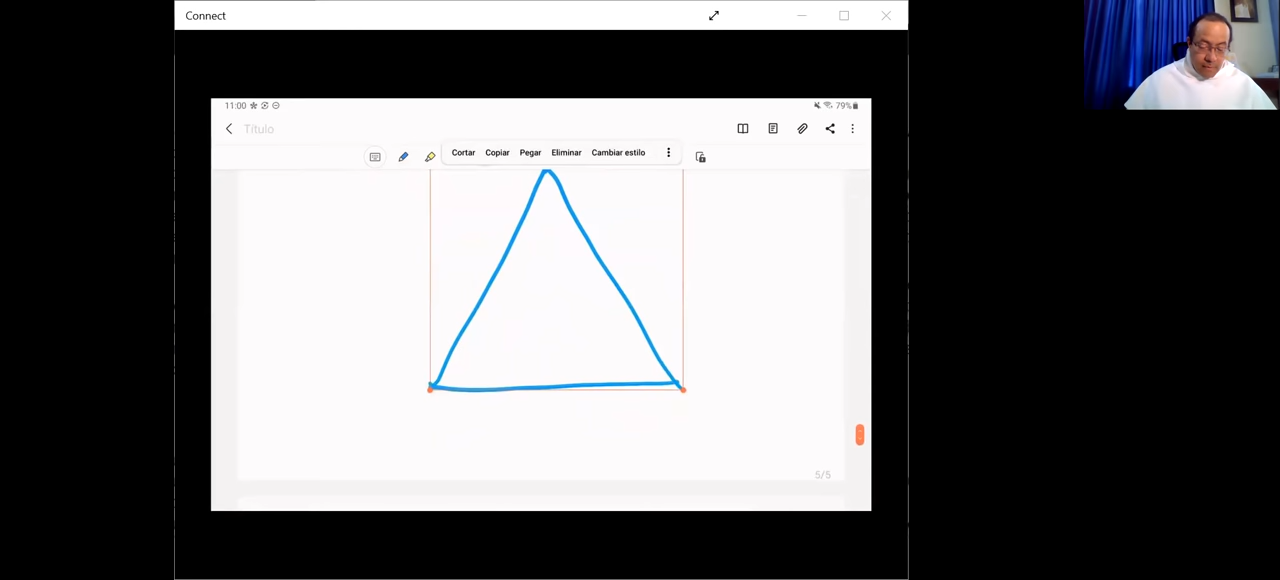 Connect
11:00
79%
Título
Cortar Copiar Pegar Eliminar Cambiar estilo
5/5